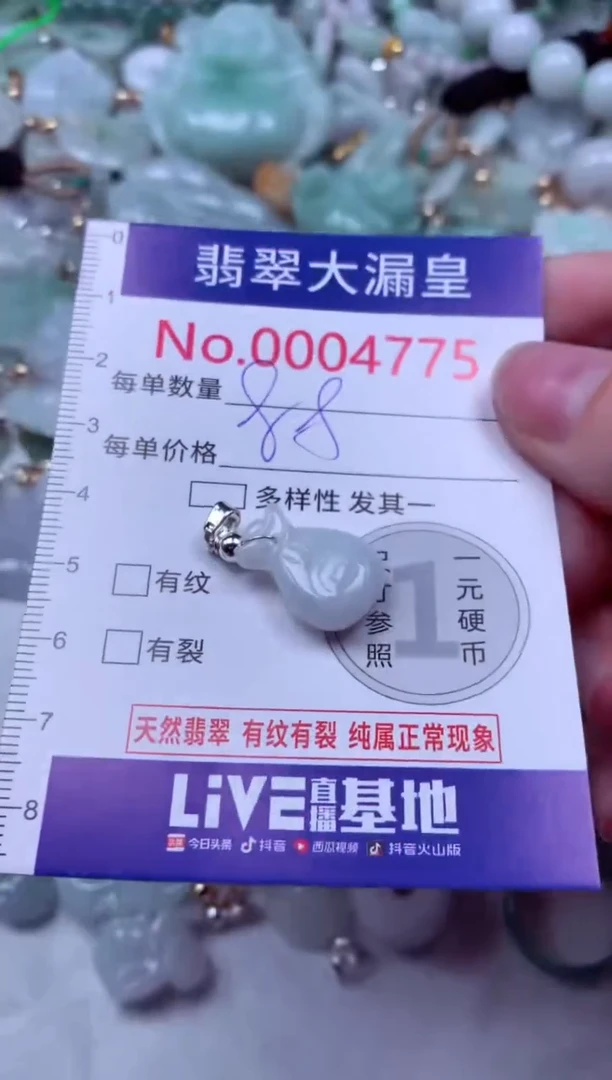 0
翡翠大漏皇
1
No.0004775
2
每单数量 88
3
每单价格
4
多样性 发其一
5
有纹
一元硬币
参照
6
有裂
1
7
天然翡翠 有纹有裂 纯属正常现象
8
LiVE直播基地
头条 今日头条 抖音 西瓜视频 抖音火山版